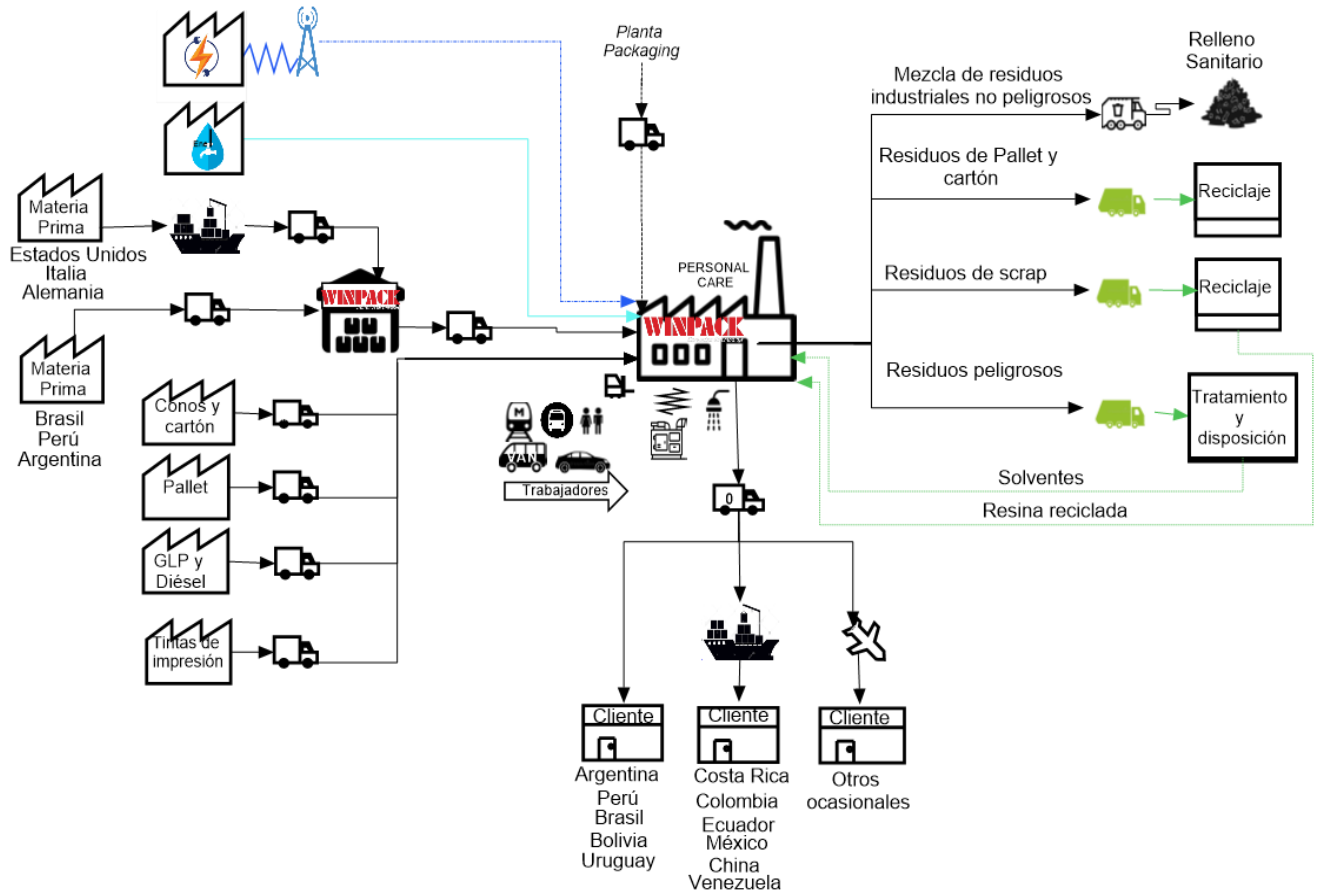 Planta
Packaging
Relleno
Sanitario
Mezcla de residuos
industriales no peligrosos
Residuos de Pallet y
cartón
Reciclaje
Residuos de scrap
Reciclaje
Residuos peligrosos
Tratamiento
y
disposición
Solventes
Resina reciclada
Materia
Prima
Estados Unidos
Italia
Alemania
WINPACK
Materia
Prima
Brasil
Perú
Argentina
PERSONAL
CARE
WINPACK
Conos y
cartón
Pallet
GLP y
Diésel
Tintas de
impresión
M
VAN
Trabajadores
0
Cliente
Argentina
Perú
Brasil
Bolivia
Uruguay
Cliente
Costa Rica
Colombia
Ecuador
México
China
Venezuela
Cliente
Otros
ocasionales